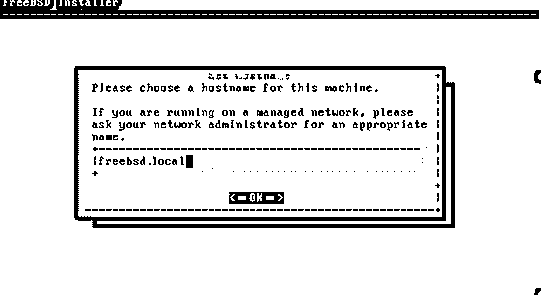 FreeBSD Installer
Set Hostname
Please choose a hostname for this machine.
If you are running on a managed network, please
ask your network administrator for an appropriate
name.
freebsd.local
< OK >